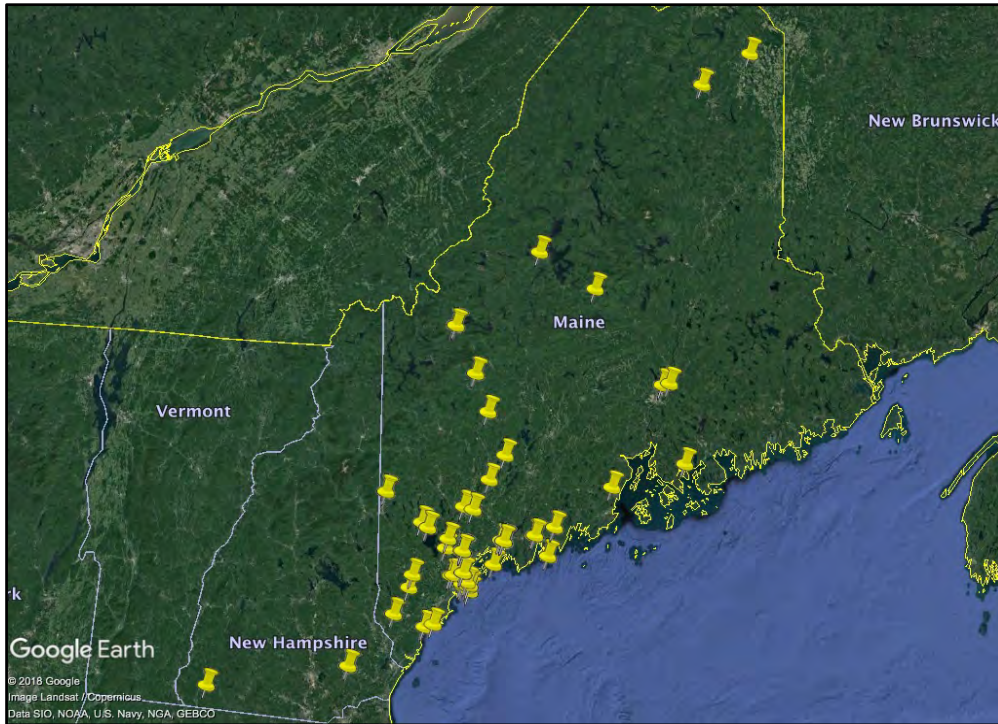 New Brunswick
Maine
Vermont
rk
New Hampshire
Google Earth
© 2018 Google
Image Landsat / Copernicus
Data SIO, NOAA, U.S. Navy, NGA, GEBCO